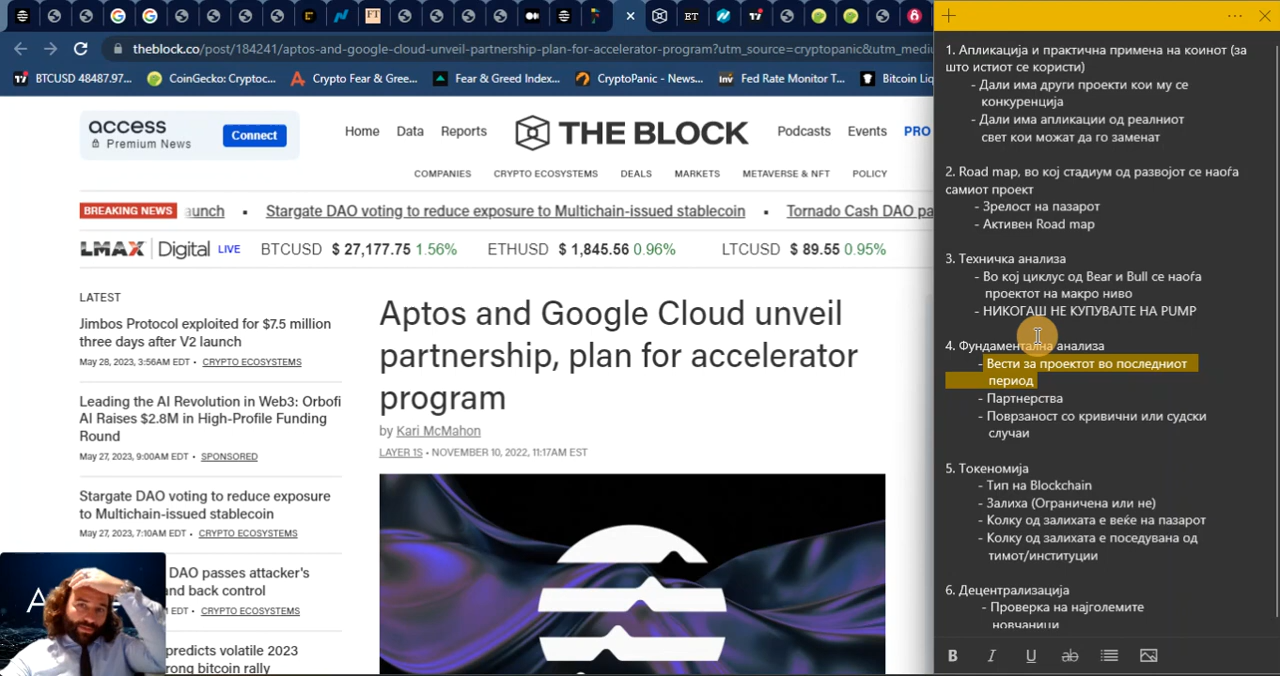 FT
ET
17
theblock.co/post/184241/aptos-and-google-cloud-unveil-partnership-plan-for-accelerator-program?utm_source=cryptopanic&utm_medi
17 BTCUSD 48487.97...
CoinGecko: Cryptoc...
Crypto Fear & Gree...
Fear & Greed Index...
CryptoPanic - News...
inv Fed Rate Monitor T...
Bitcoin Liq
access
Premium News
Connect
Home
Data
Reports
THE BLOCK
Podcasts
Events
PRO
COMPANIES
CRYPTO ECOSYSTEMS
DEALS
MARKETS
METAVERSE & NFT
POLICY
BREAKING NEWS
aunch
Stargate DAO voting to reduce exposure to Multichain-issued stablecoin
Tornado Cash DAO pa
LMAX Digital LIVE
BTCUSD $ 27,177.75 1.56%
ETHUSD $ 1,845.56 0.96%
LTCUSD $ 89.55 0.95%
LATEST
Jimbos Protocol exploited for $7.5 million
three days after V2 launch
May 28, 2023, 3:56AM EDT • CRYPTO ECOSYSTEMS
Leading the AI Revolution in Web3: Orbofi
AI Raises $2.8M in High-Profile Funding
Round
May 27, 2023, 9:00AM EDT • SPONSORED
Stargate DAO voting to reduce exposure
to Multichain-issued stablecoin
May 27, 2023, 7:10AM EDT • CRYPTO ECOSYSTEMS
DAO passes attacker's
nd back control
CRYPTO ECOSYSTEMS
predicts volatile 2023
rong bitcoin rally
Aptos and Google Cloud unveil
partnership, plan for accelerator
program
by Kari McMahon
LAYER 1S • NOVEMBER 10, 2022, 11:17AM EST
1. Апликација и практична примена на коинот (за
што истиот се користи)
- Дали има други проекти кои му се
конкуренција
- Дали има апликации од реалниот
свет кои можат да го заменат
2. Road map, во кој стадиум од развојот се наоѓа
самиот проект
- Зрелост на пазарот
- Активен Road map
3. Техничка анализа
- Во кој циклус од Bear и Bull се наоѓа
проектот на макро ниво
- НИКОГАШ НЕ КУПУВАЈТЕ НА PUMP
4. Фундаментална анализа
- Вести за проектот во последниот
период
- Партнерства
- Поврзаност со кривични или судски
случаи
5. Токеномија
- Тип на Blockchain
- Залиха (Ограничена или не)
- Колку од залихата е веќе на пазарот
- Колку од залихата е поседувана од
тимот/институции
6. Децентрализација
- Проверка на најголемите
новчаници
B I U ab